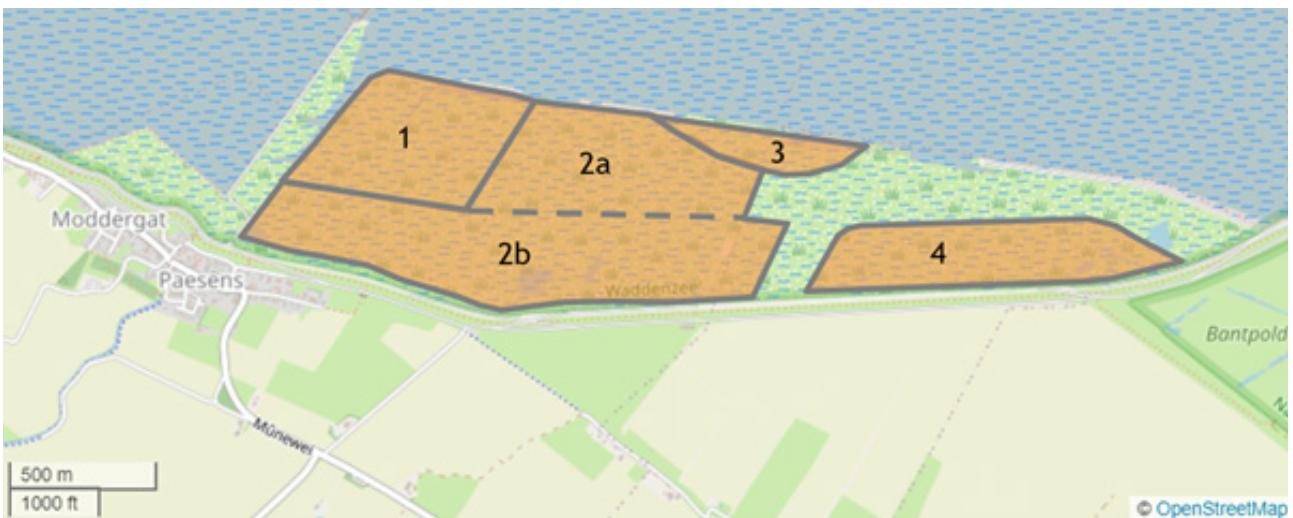 1
2a
3
Moddergat
2b
4
Paesens
Waddenzee
Bantpold
Mûnewei
500 m
1000 ft
© OpenStreetMap